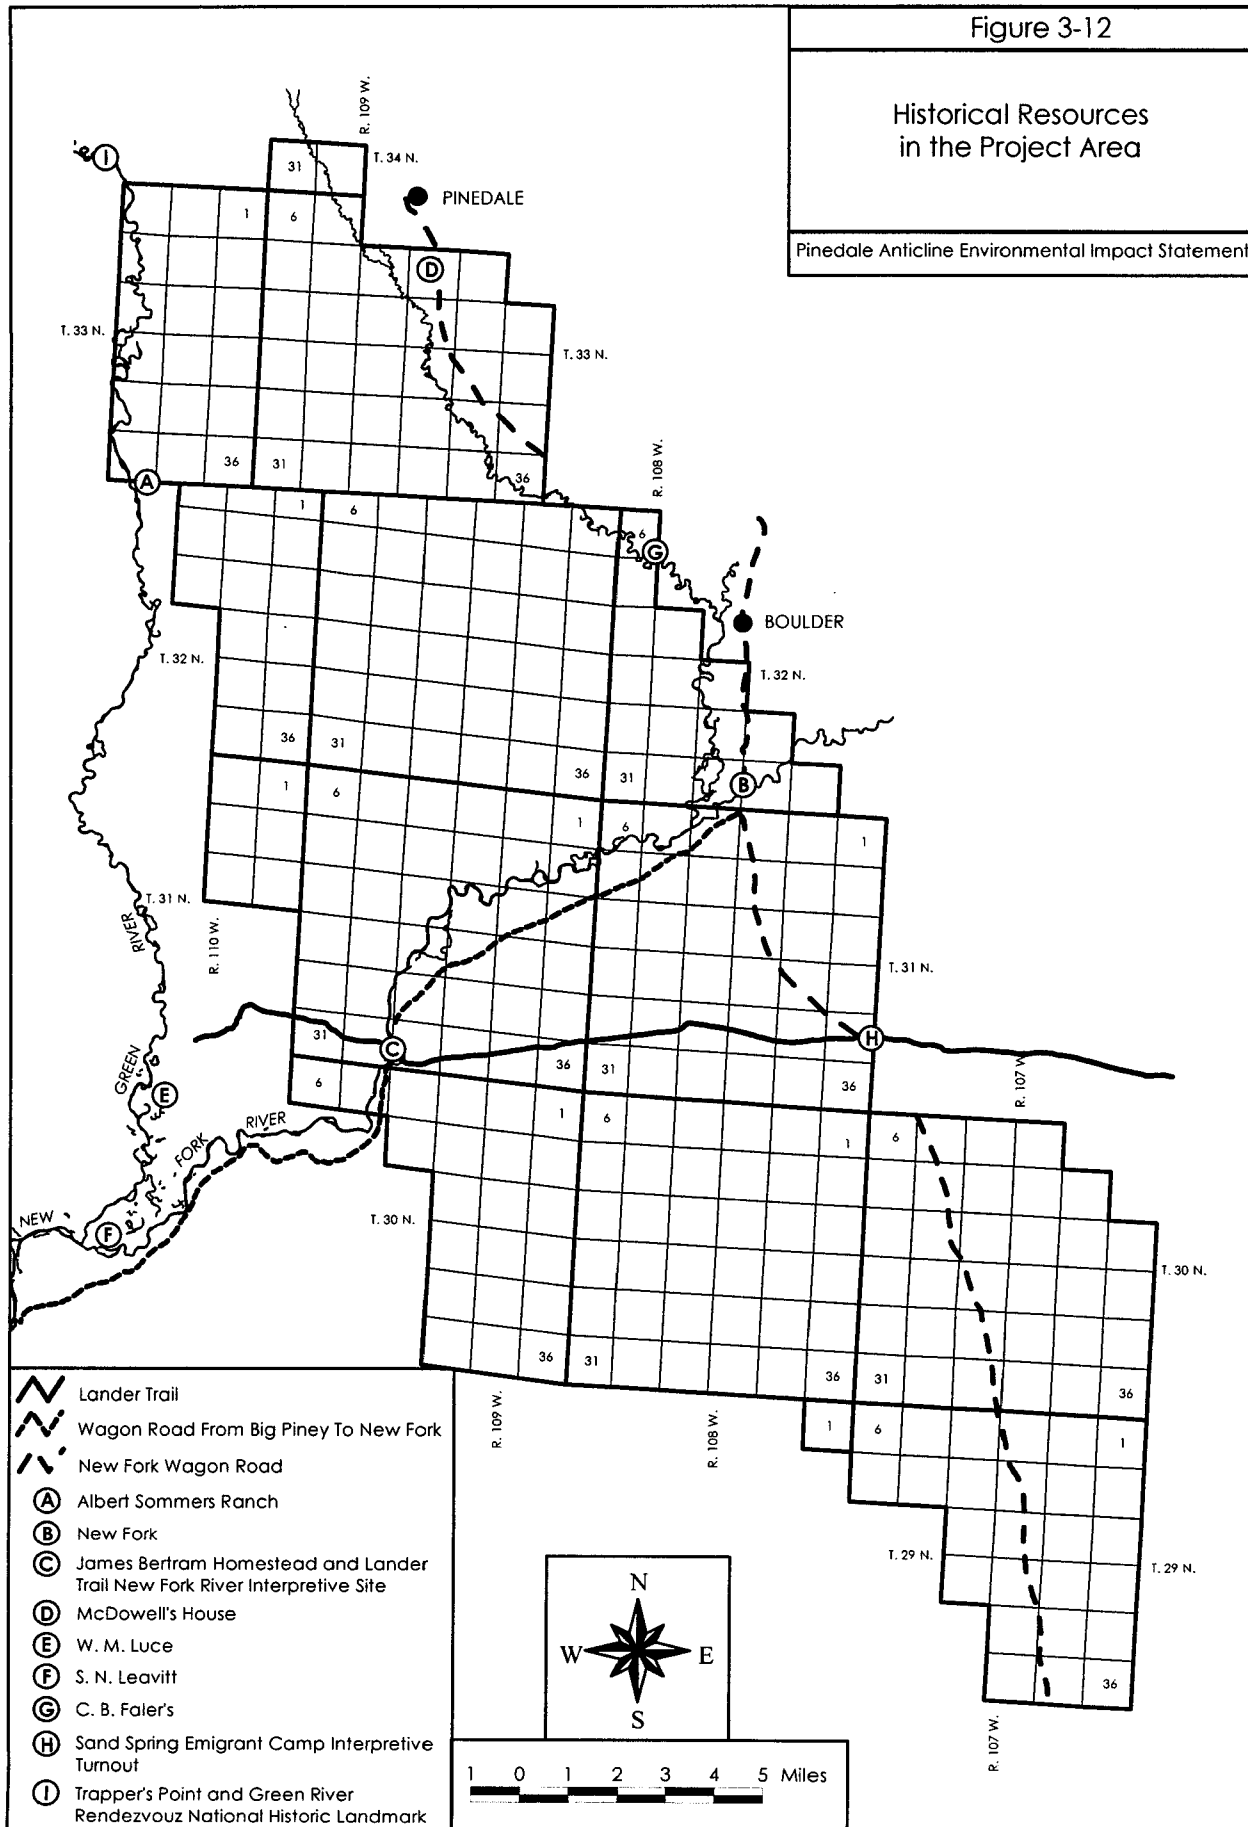 Figure 3-12
Historical Resources
in the Project Area
Pinedale Anticline Environmental Impact Statement
R. 109 W.
I
31
T. 34 N.
PINEDALE
1
6
D
T. 33 N.
T. 33 N.
36
31
36
R. 108 W.
A
1
6
6
G
BOULDER
T. 32 N.
T. 32 N.
36
31
36
31
B
1
6
1
6
1
T. 31 N.
RIVER
R. 110 W.
T. 31 N.
31
C
H
36
31
36
R. 107 W.
GREEN
E
6
RIVER
FORK
1
6
1
6
NEW
F
T. 30 N.
T. 30 N.
36
31
36
31
36
R. 109 W.
R. 108 W.
1
6
1
T. 29 N.
T. 29 N.
36
R. 107 W.
Lander Trail
Wagon Road From Big Piney To New Fork
New Fork Wagon Road
A Albert Sommers Ranch
B New Fork
C James Bertram Homestead and Lander
Trail New Fork River Interpretive Site
D McDowell's House
E W. M. Luce
F S. N. Leavitt
G C. B. Faler's
H Sand Spring Emigrant Camp Interpretive
Turnout
I Trapper's Point and Green River
Rendezvouz National Historic Landmark
N
W E
S
1 0 1 2 3 4 5 Miles